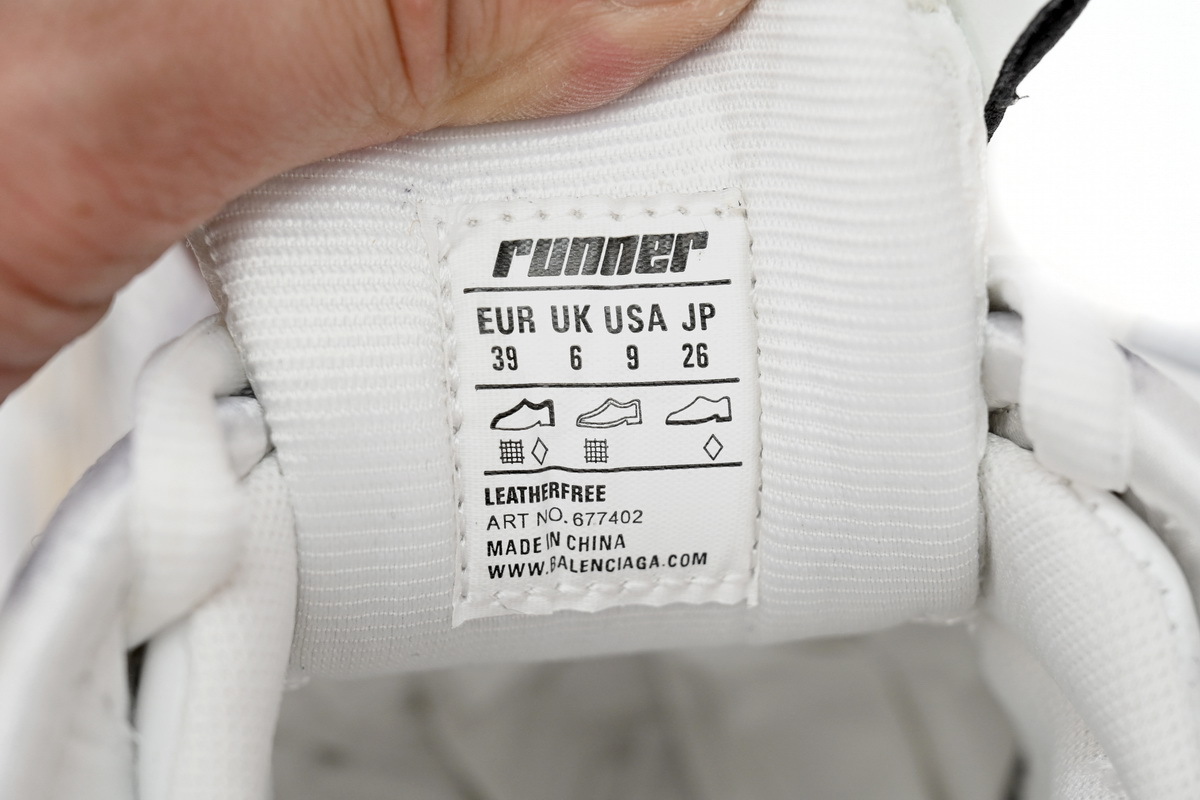 runner
EUR UK USA JP
39 6 9 26
LEATHERFREE
ART NO. 677402
MADE IN CHINA
WWW.BALENCIAGA.COM